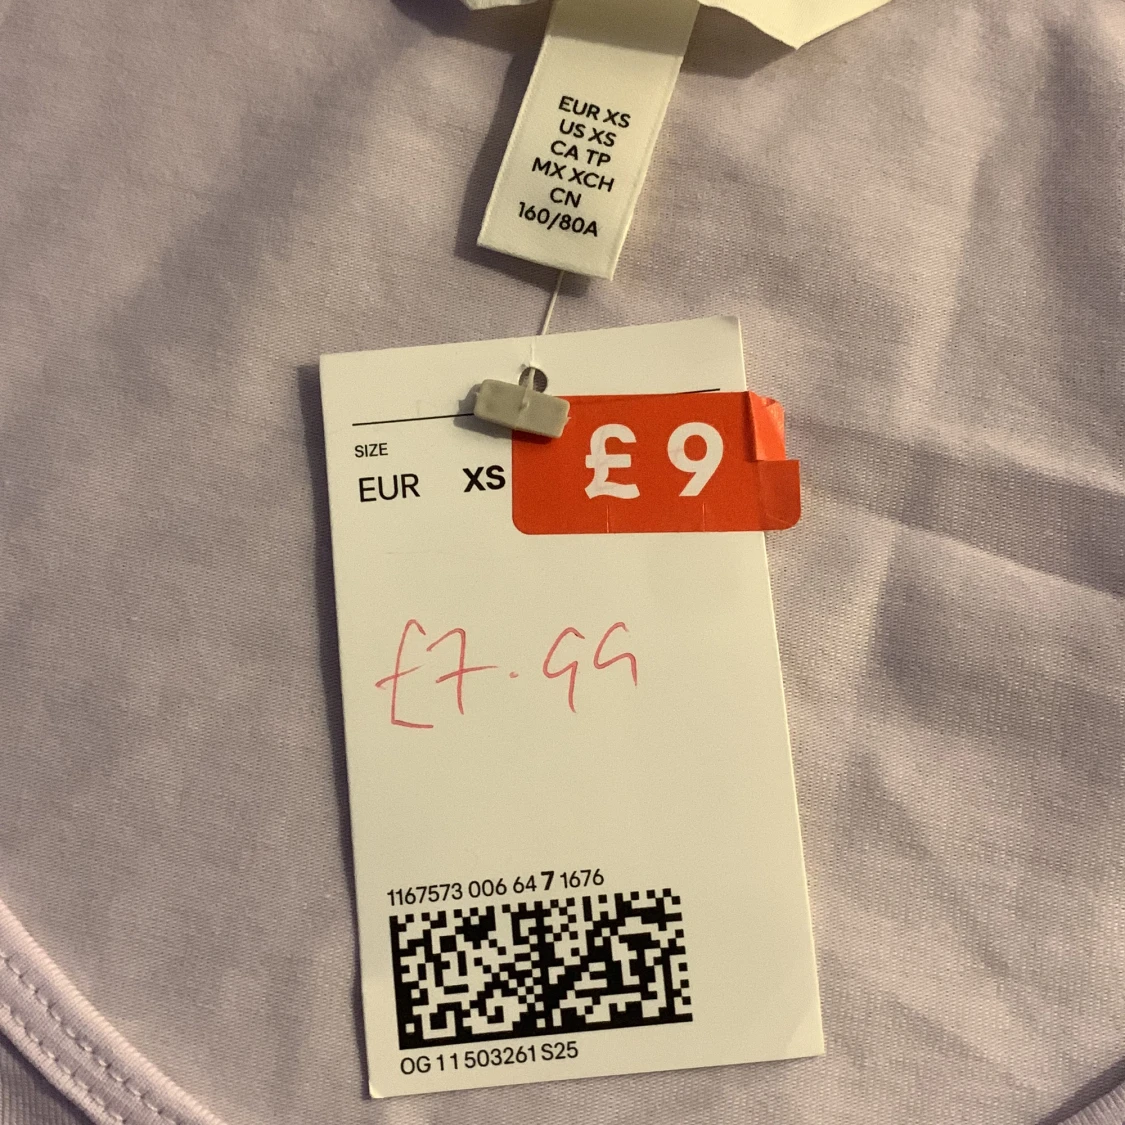 EUR XS
US XS
CA TP
MX XCH
CN
160/80A
SIZE
EUR XS
£9
£7.99
1167573 006 64 7 1676
OG 11 503261 S25